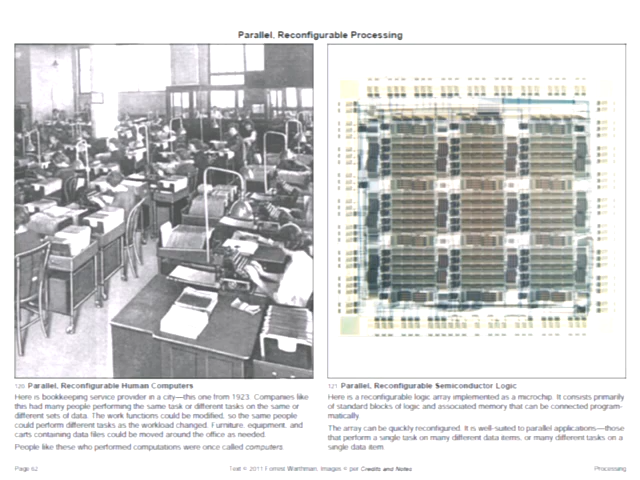 Parallel, Reconfigurable Processing
120 Parallel, Reconfigurable Human Computers
Here is bookkeeping service provider in a city—this one from 1923. Companies like
this had many people performing the same task or different tasks on the same or
different sets of data. The work functions could be modified, so the same people
could perform different tasks as the workload changed. Furniture, equipment, and
carts containing data files could be moved around the office as needed.
People like these who performed computations were once called computers.
121 Parallel, Reconfigurable Semiconductor Logic
Here is a reconfigurable logic array implemented as a microchip. It consists primarily
of standard blocks of logic and associated memory that can be connected program-
matically.
The array can be quickly reconfigured. It is well-suited to parallel applications—those
that perform a single task on many different data items, or many different tasks on a
single data item.
Page 62
Text © 2011 Forrest Warthman, Images © per Credits and Notes
Processing